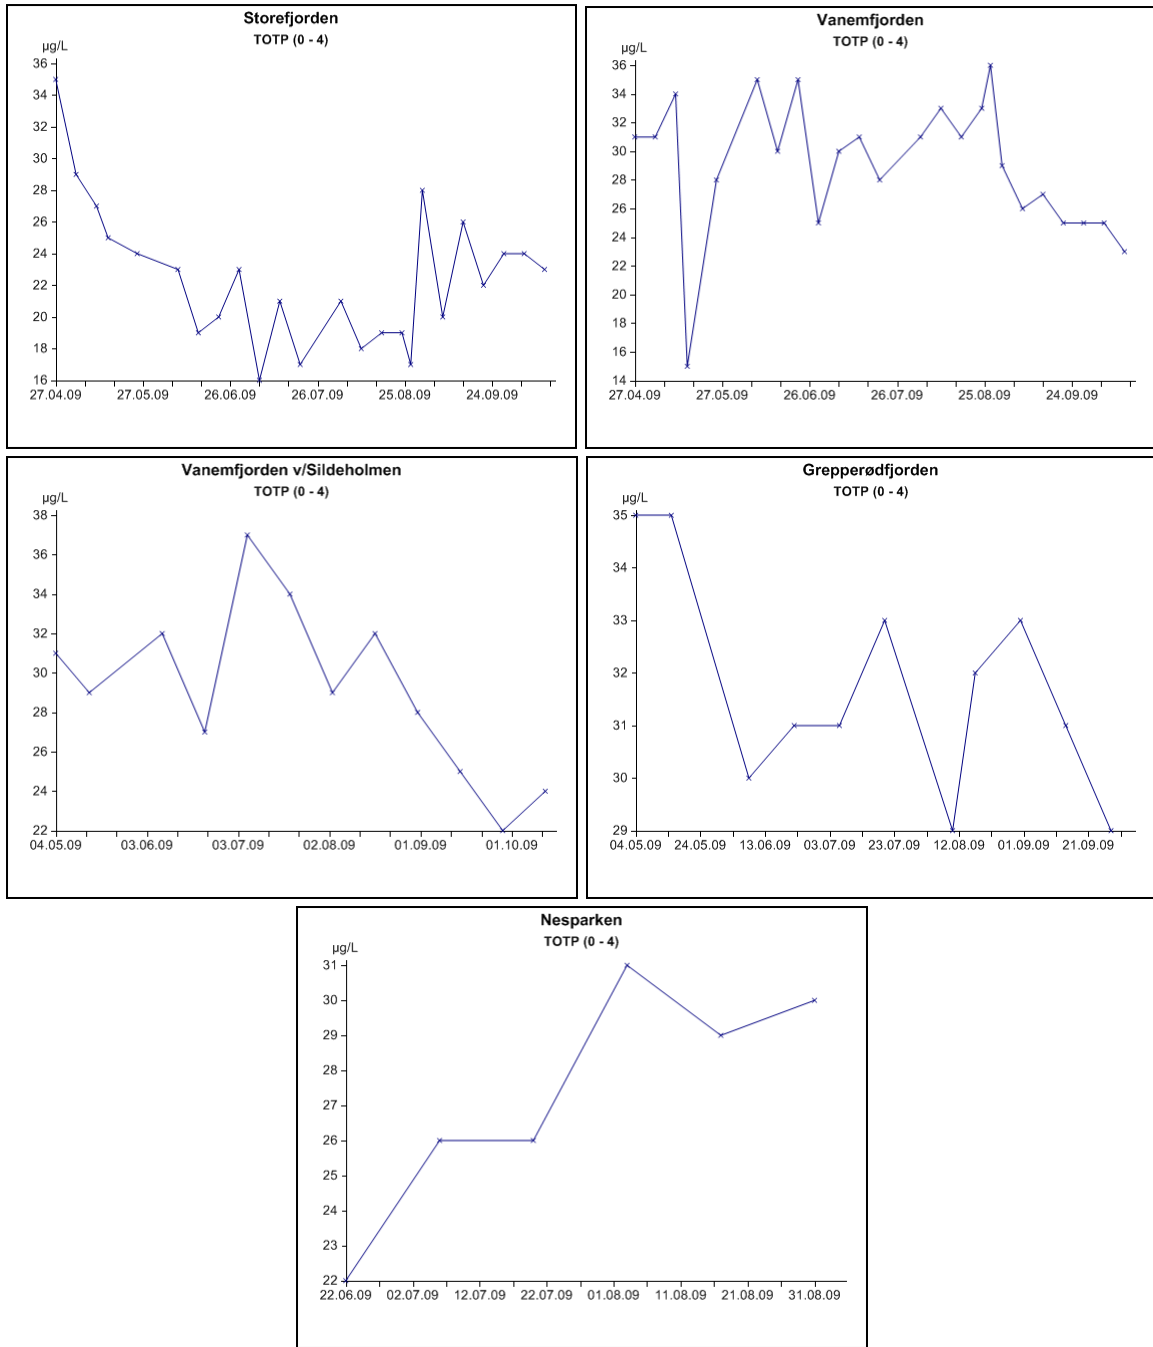 Storefjorden
TOTP (0 - 4)
µg/L
36
34
32
30
28
26
24
22
20
18
16
27.04.09 27.05.09 26.06.09 26.07.09 25.08.09 24.09.09
Vanemfjorden
TOTP (0 - 4)
µg/L
36
34
32
30
28
26
24
22
20
18
16
14
27.04.09 27.05.09 26.06.09 26.07.09 25.08.09 24.09.09
Vanemfjorden v/Sildeholmen
TOTP (0 - 4)
µg/L
38
36
34
32
30
28
26
24
22
04.05.09 03.06.09 03.07.09 02.08.09 01.09.09 01.10.09
Grepperødfjorden
TOTP (0 - 4)
µg/L
35
34
33
32
31
30
29
04.05.09 24.05.09 13.06.09 03.07.09 23.07.09 12.08.09 01.09.09 21.09.09
Nesparken
TOTP (0 - 4)
µg/L
31
30
29
28
27
26
25
24
23
22
22.06.09 02.07.09 12.07.09 22.07.09 01.08.09 11.08.09 21.08.09 31.08.09